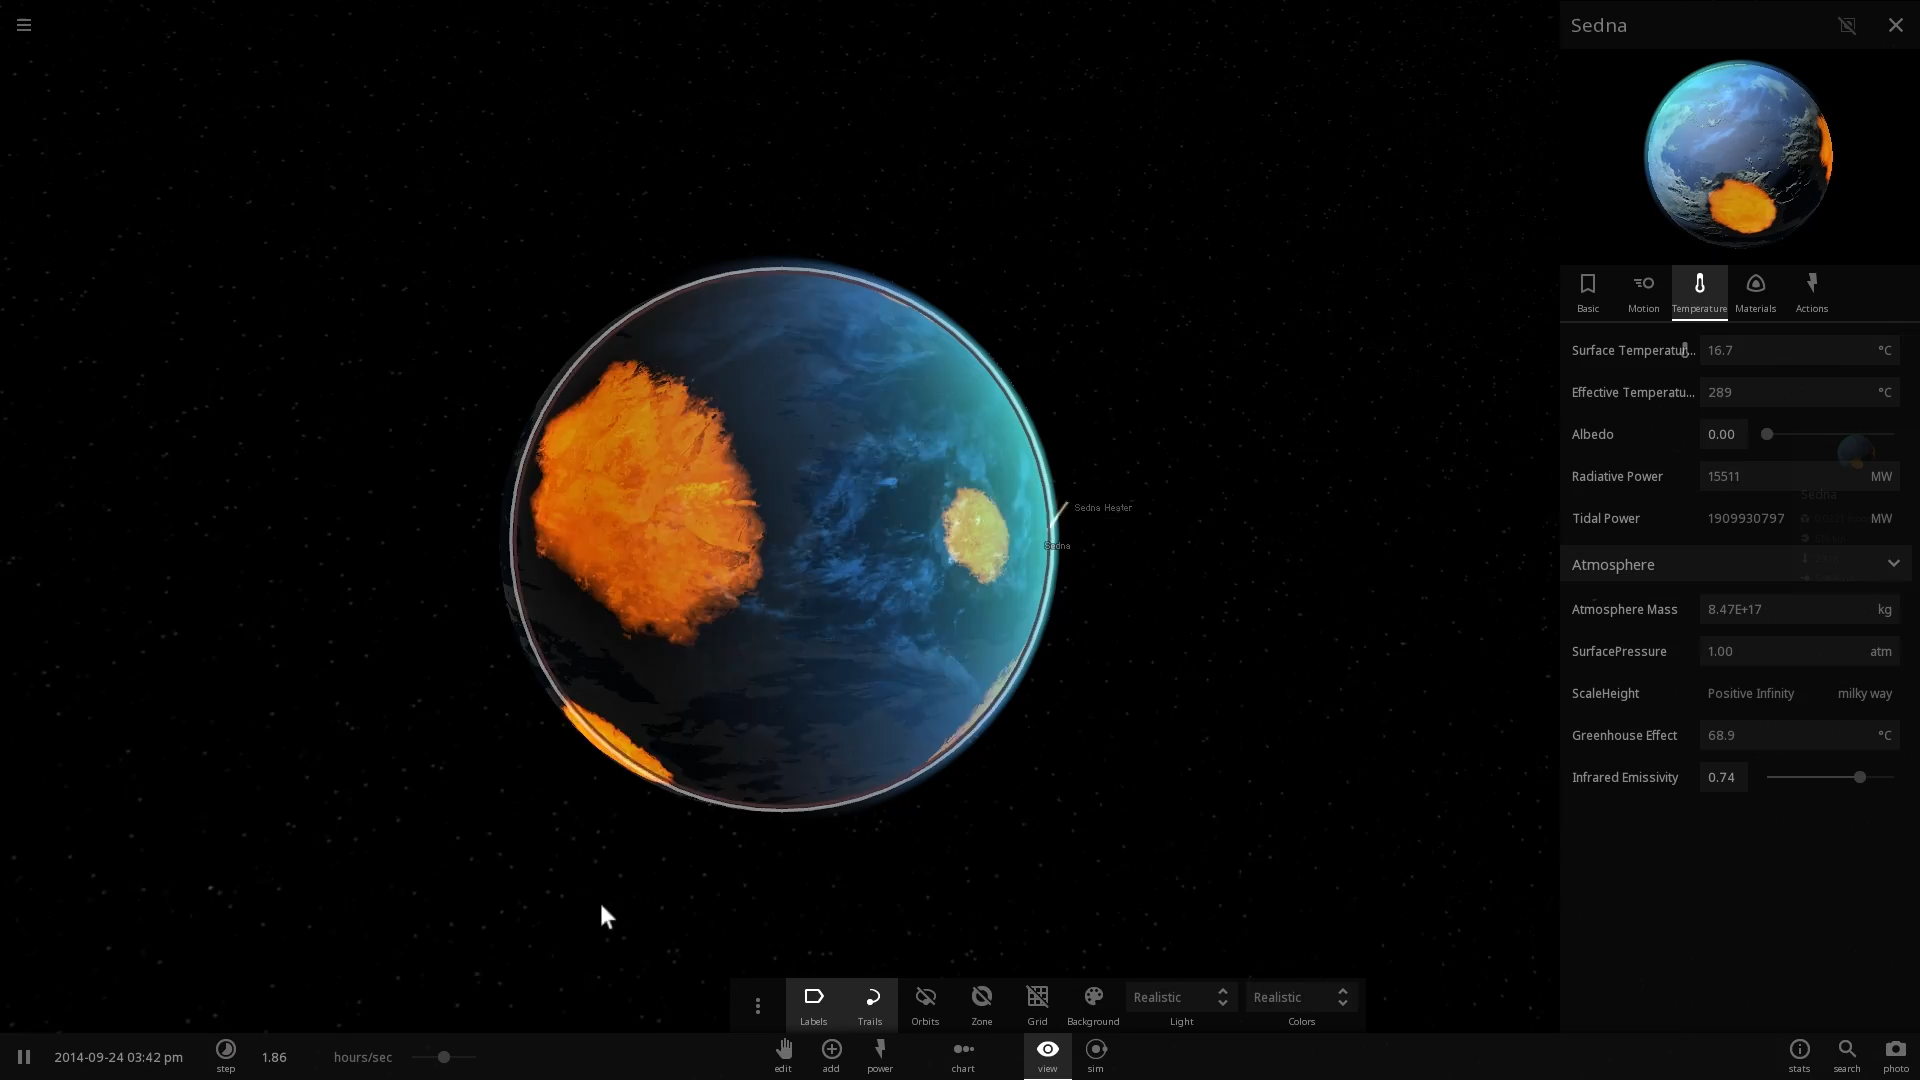 Sedna
Basic
Motion
Temperature
Materials
Actions
Surface Temperatur... 16.7 °C
Effective Temperatu... 289 °C
Albedo 0.00
Radiative Power 15511 MW
Sedna
Tidal Power 1909930797 MW
Atmosphere
Atmosphere Mass 8.47E+17 kg
SurfacePressure 1.00 atm
ScaleHeight Positive Infinity milky way
Greenhouse Effect 68.9 °C
Infrared Emissivity 0.74
Sedna Heater
Sedna
Realistic
Realistic
Labels
Trails
Orbits
Zone
Grid
Background
Light
Colors
2014-09-24 03:42 pm
step
1.86 hours/sec
edit
add
power
chart
view
sim
stats
search
photo